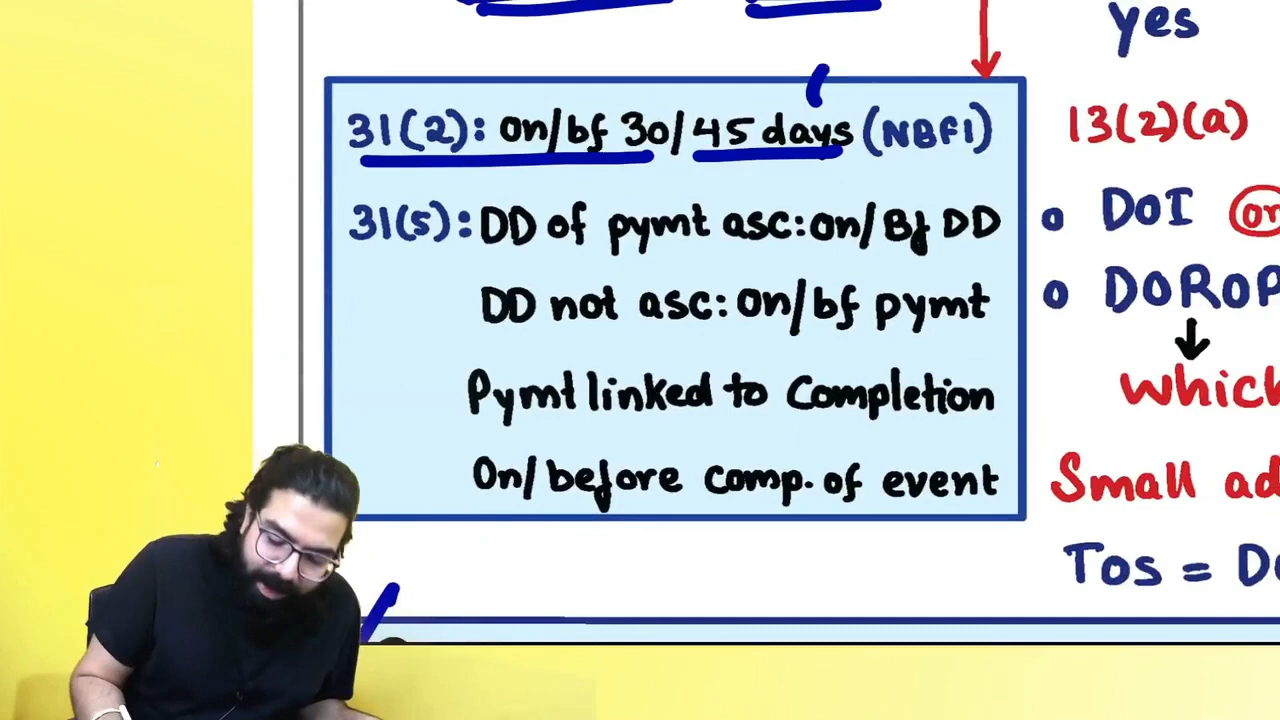 yes
31(2): on/bf 30/45 days (NBFI)
13(2)(a)
31(5): DD of pymt asc: on/Bf DD
• DOI or
DD not asc: on/bf pymt
• DOROP
Pymt linked to Completion
which
On/before comp. of event
Small ad
TOS = DO